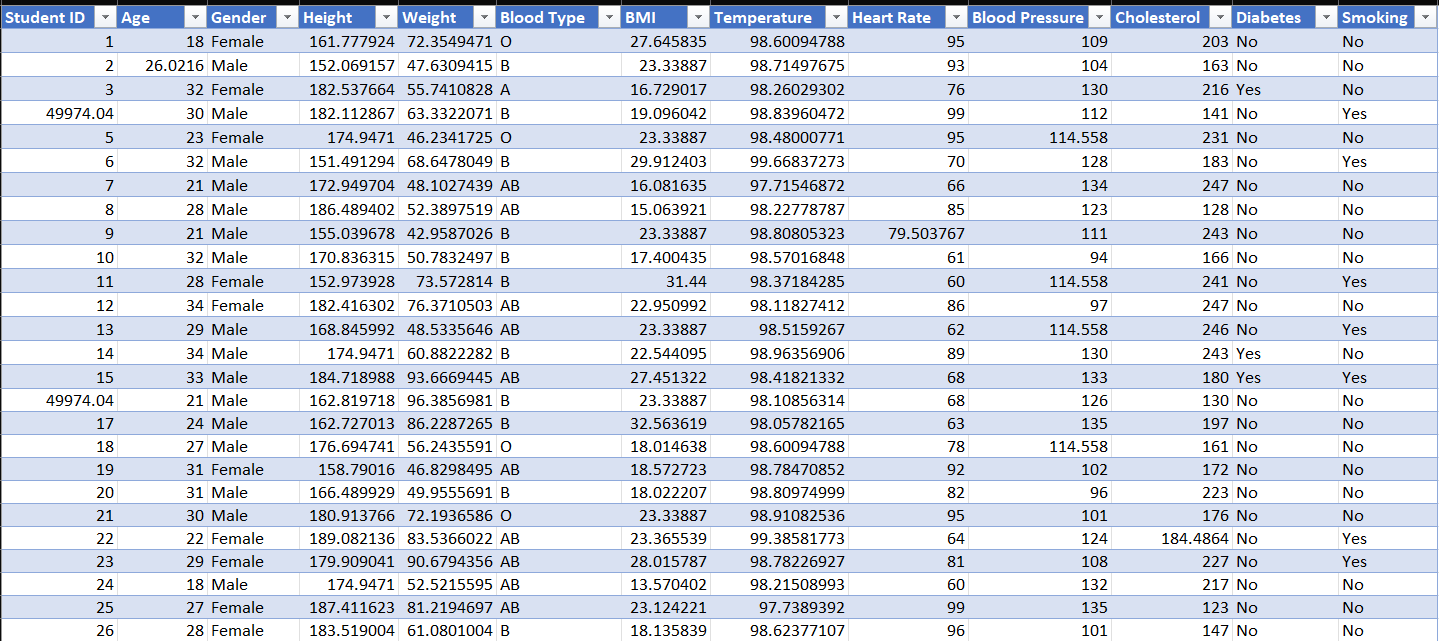 Student ID Age Gender Height Weight Blood Type BMI Temperature Heart Rate Blood Pressure Cholesterol Diabetes Smoking
1 18 Female 161.777924 72.3549471 O 27.645835 98.60094788 95 109 203 No No
2 26.0216 Male 152.069157 47.6309415 B 23.33887 98.71497675 93 104 163 No No
3 32 Female 182.537664 55.7410828 A 16.729017 98.26029302 76 130 216 Yes No
49974.04 30 Male 182.112867 63.3322071 B 19.096042 98.83960472 99 112 141 No Yes
5 23 Female 174.9471 46.2341725 O 23.33887 98.48000771 95 114.558 231 No No
6 32 Male 151.491294 68.6478049 B 29.912403 99.66837273 70 128 183 No Yes
7 21 Male 172.949704 48.1027439 AB 16.081635 97.71546872 66 134 247 No No
8 28 Male 186.489402 52.3897519 AB 15.063921 98.22778787 85 123 128 No No
9 21 Male 155.039678 42.9587026 B 23.33887 98.80805323 79.503767 111 243 No No
10 32 Male 170.836315 50.7832497 B 17.400435 98.57016848 61 94 166 No No
11 28 Female 152.973928 73.572814 B 31.44 98.37184285 60 114.558 241 No Yes
12 34 Female 182.416302 76.3710503 AB 22.950992 98.11827412 86 97 247 No No
13 29 Male 168.845992 48.5335646 AB 23.33887 98.5159267 62 114.558 246 No Yes
14 34 Male 174.9471 60.8822282 B 22.544095 98.96356906 89 130 243 Yes No
15 33 Male 184.718988 93.6669445 AB 27.451322 98.41821332 68 133 180 Yes Yes
49974.04 21 Male 162.819718 96.3856981 B 23.33887 98.10856314 68 126 130 No No
17 24 Male 162.727013 86.2287265 B 32.563619 98.05782165 63 135 197 No No
18 27 Male 176.694741 56.2435591 O 18.014638 98.60094788 78 114.558 161 No No
19 31 Female 158.79016 46.8298495 AB 18.572723 98.78470852 92 102 172 No No
20 31 Male 166.489929 49.9555691 B 18.022207 98.80974999 82 96 223 No No
21 30 Male 180.913766 72.1936586 O 23.33887 98.91082536 95 101 176 No No
22 22 Female 189.082136 83.5366022 AB 23.365539 99.38581773 64 124 184.4864 No Yes
23 29 Female 179.909041 90.6794356 AB 28.015787 98.78226927 81 108 227 No Yes
24 18 Male 174.9471 52.5215595 AB 13.570402 98.21508993 60 132 217 No No
25 27 Female 187.411623 81.2194697 AB 23.124221 97.7389392 99 135 123 No No
26 28 Female 183.519004 61.0801004 B 18.135839 98.62377107 96 101 147 No No